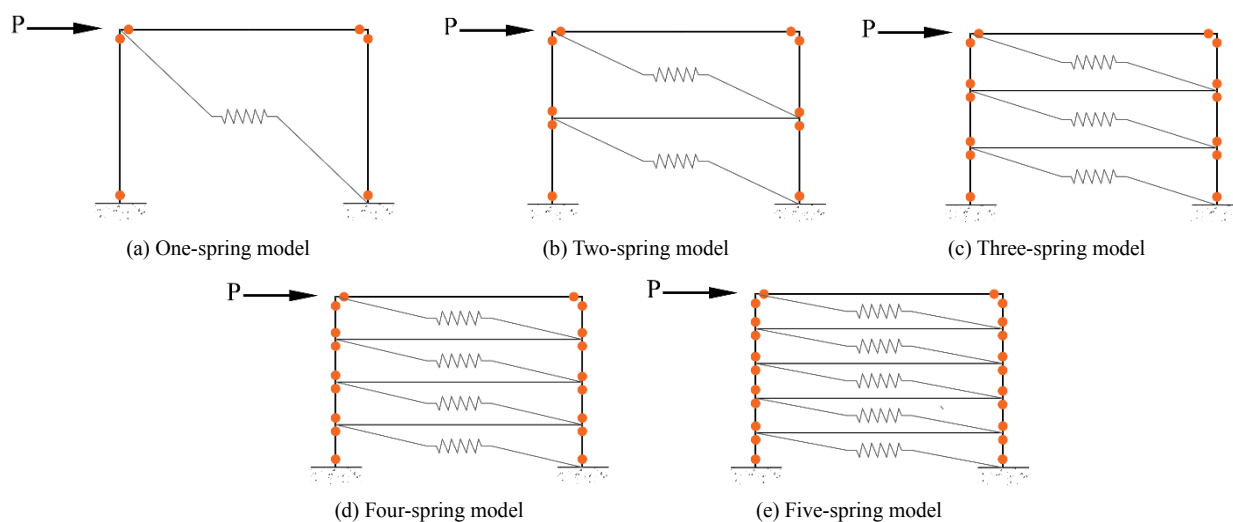 P
P
P
(a) One-spring model
(b) Two-spring model
(c) Three-spring model
P
P
(d) Four-spring model
(e) Five-spring model